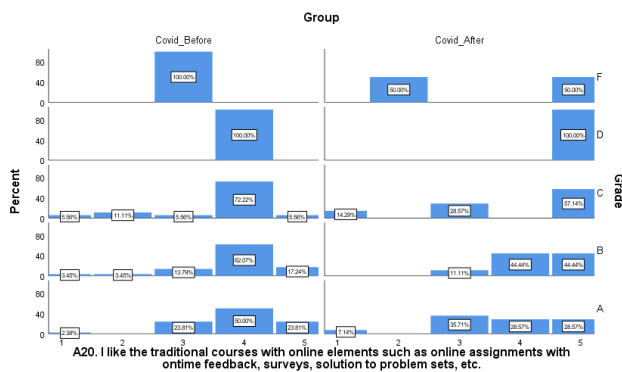 Group
Covid_Before Covid_After
80 40 0 100.00% 50.00% 50.00% F
80 40 0 100.00% 100.00% D
80 40 0 5.56% 11.11% 5.56% 72.22% 5.56% 14.29% 28.57% 57.14% C
80 40 0 3.45% 3.45% 13.79% 62.07% 17.24% 11.11% 44.44% 44.44% B
80 40 0 2.38% 23.81% 50.00% 23.81% 7.14% 35.71% 28.57% 28.57% A
Percent
Grade
1 2 3 4 5 1 2 3 4 5
A20. I like the traditional courses with online elements such as online assignments with
ontime feedback, surveys, solution to problem sets, etc.